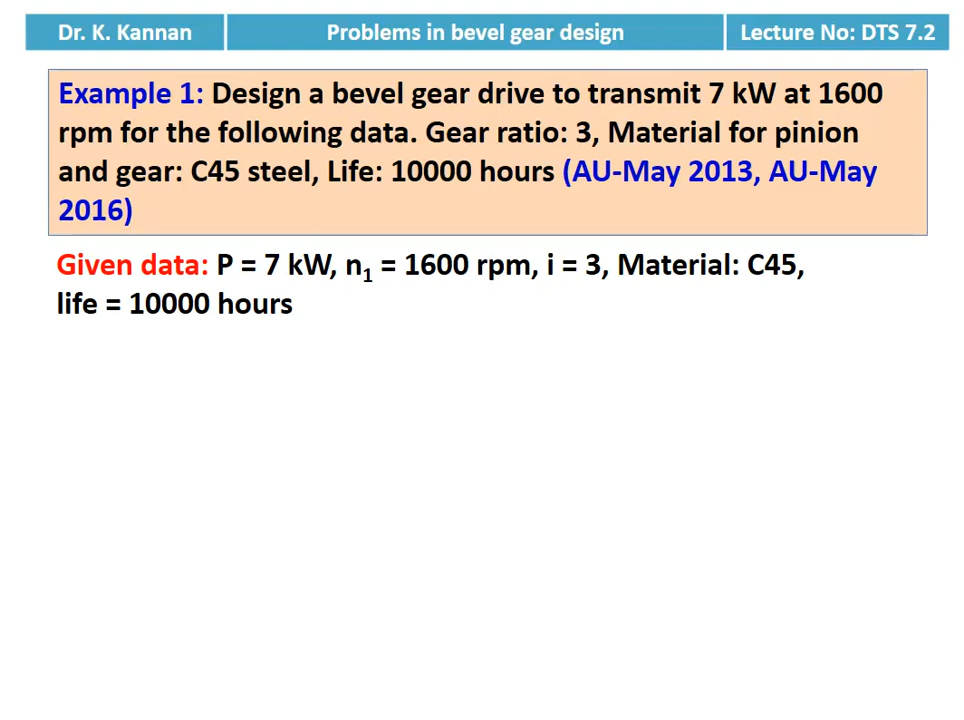 Dr. K. Kannan
Problems in bevel gear design
Lecture No: DTS 7.2
Example 1: Design a bevel gear drive to transmit 7 kW at 1600
rpm for the following data. Gear ratio: 3, Material for pinion
and gear: C45 steel, Life: 10000 hours (AU-May 2013, AU-May
2016)
Given data: P = 7 kW, n₁ = 1600 rpm, i = 3, Material: C45,
life = 10000 hours